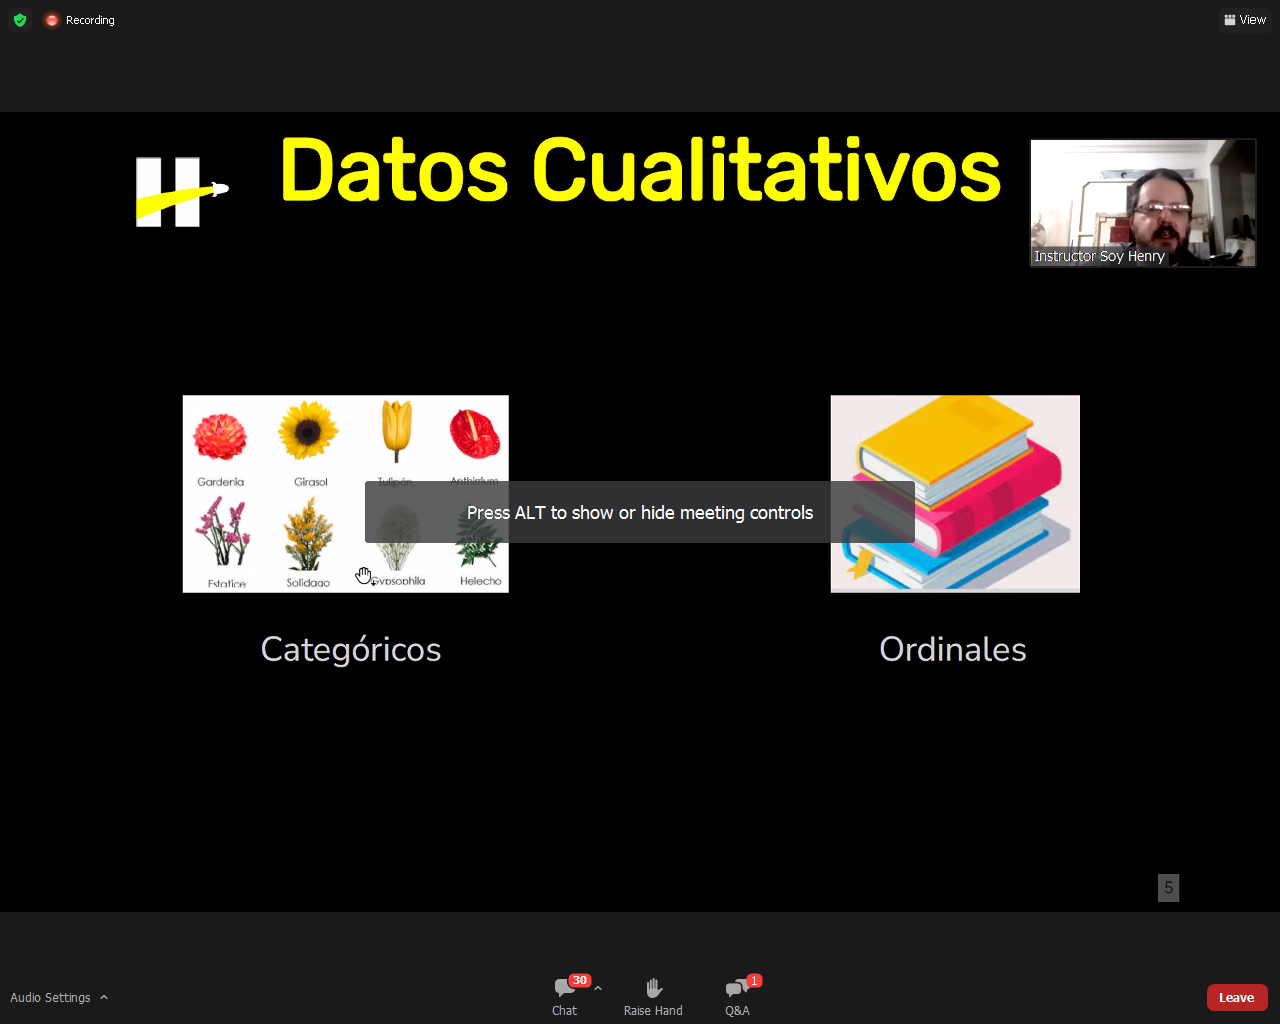 Recording
View
Datos Cualitativos
Instructor Soy Henry
Gardenia
Girasol
Tulipán
Anthirium
Press ALT to show or hide meeting controls
Estatice
Solidago
Gypsophila
Helecho
Categóricos
Ordinales
5
Audio Settings
30
Chat
Raise Hand
1
Q&A
Leave